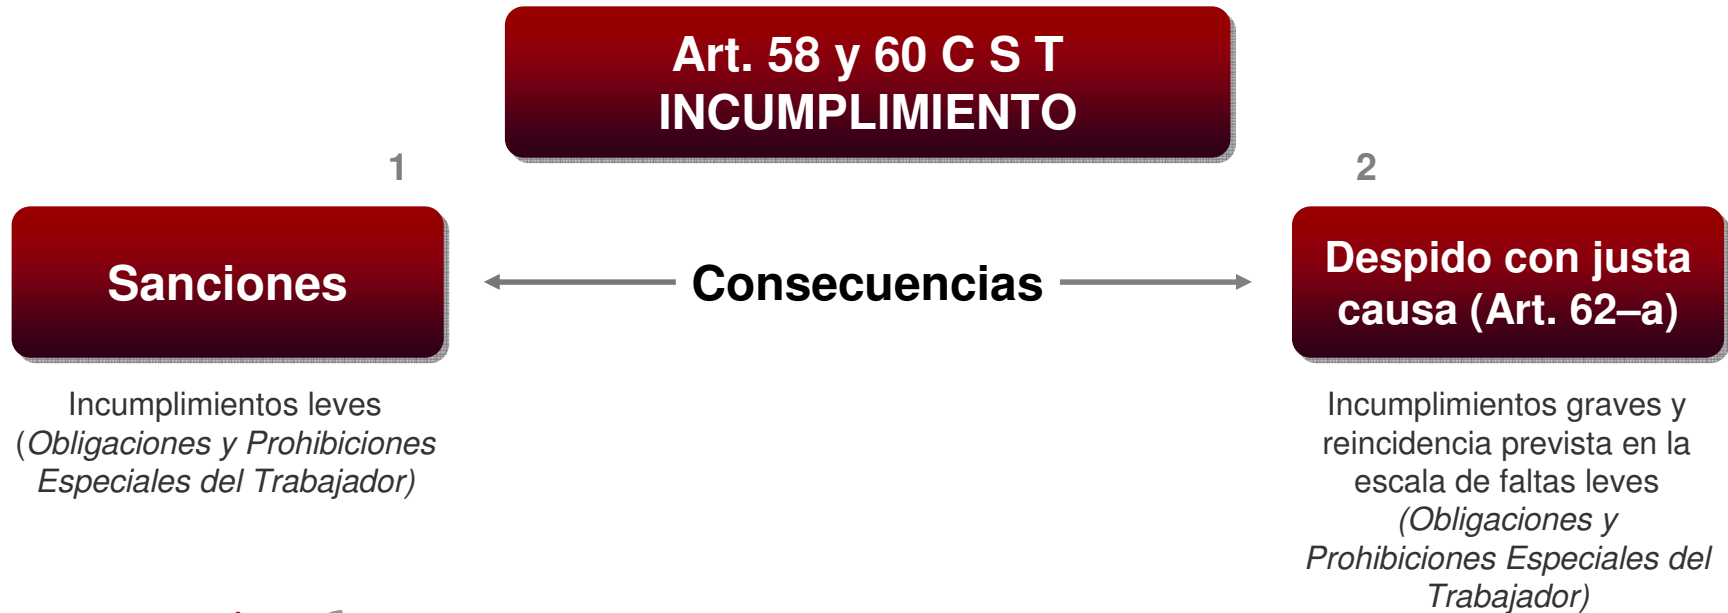 Art. 58 y 60 C S T
INCUMPLIMIENTO
1
2
Sanciones
Consecuencias
Despido con justa
causa (Art. 62–a)
Incumplimientos leves
(Obligaciones y Prohibiciones
Especiales del Trabajador)
Incumplimientos graves y
reincidencia prevista en la
escala de faltas leves
(Obligaciones y
Prohibiciones Especiales del
Trabajador)